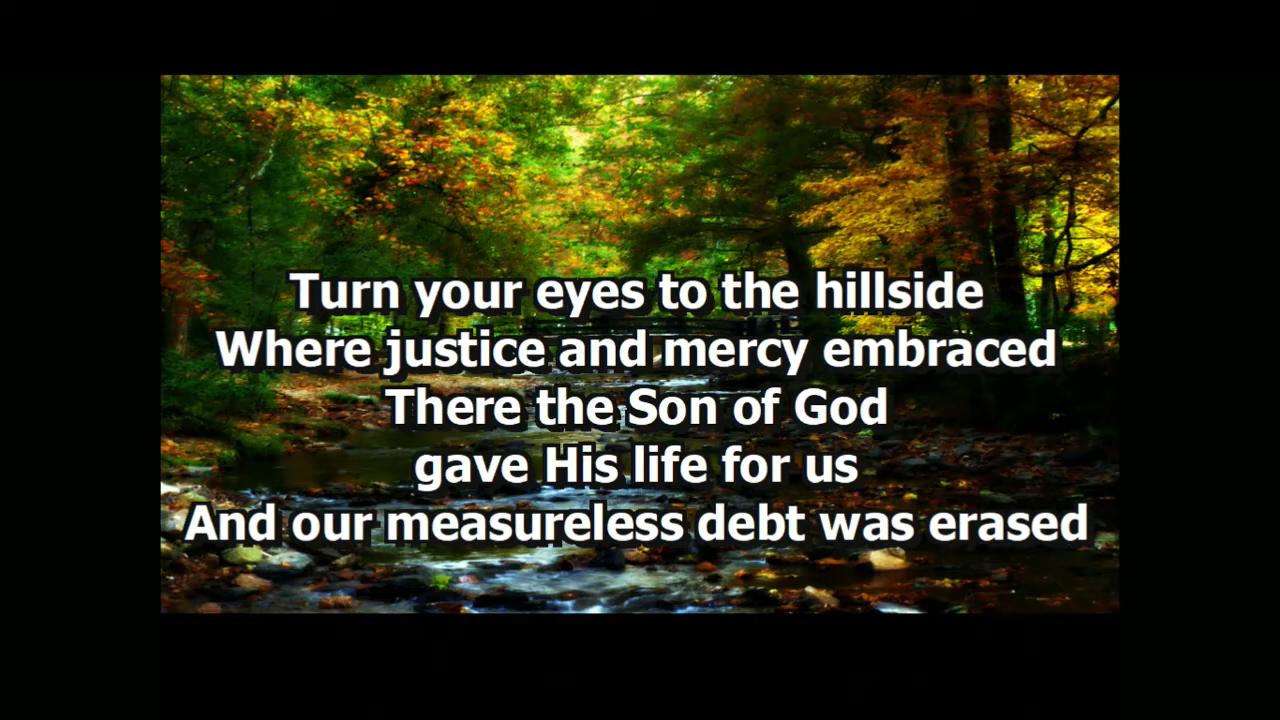 Turn your eyes to the hillside
Where justice and mercy embraced
There the Son of God
gave His life for us
And our measureless debt was erased